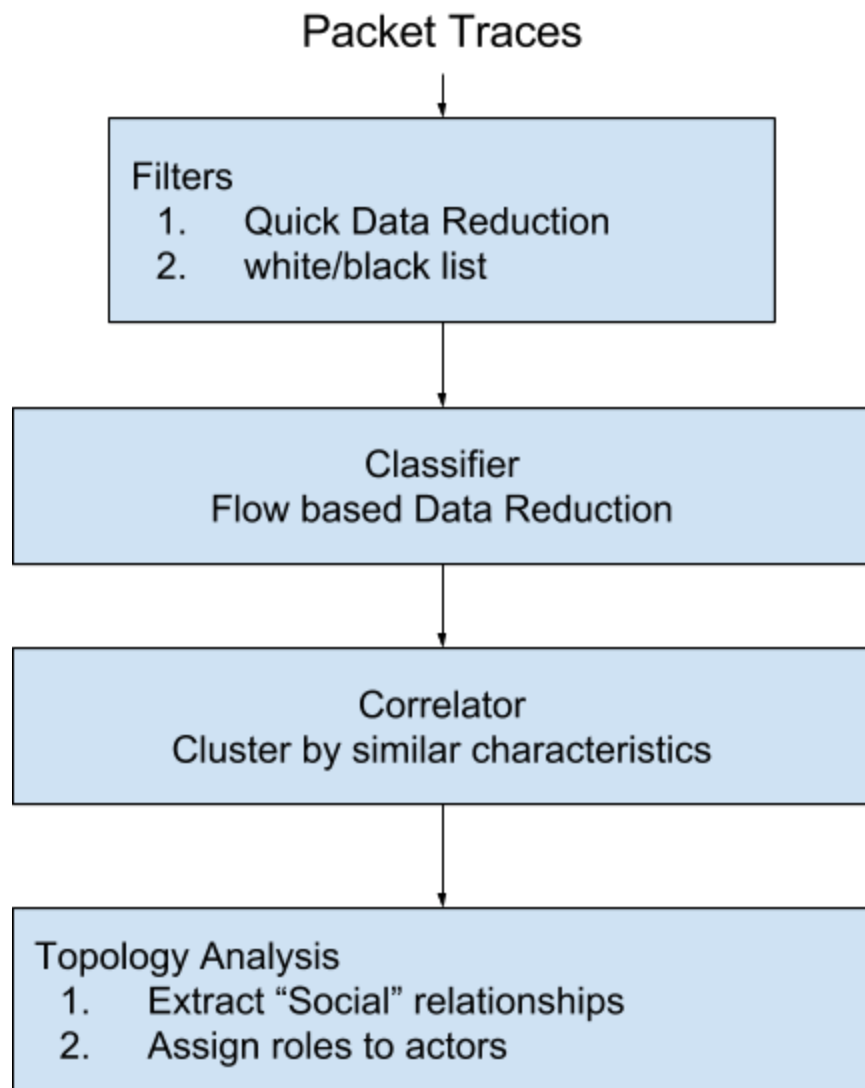 Packet Traces
Filters
1. Quick Data Reduction
2. white/black list
Classifier
Flow based Data Reduction
Correlator
Cluster by similar characteristics
Topology Analysis
1. Extract “Social” relationships
2. Assign roles to actors